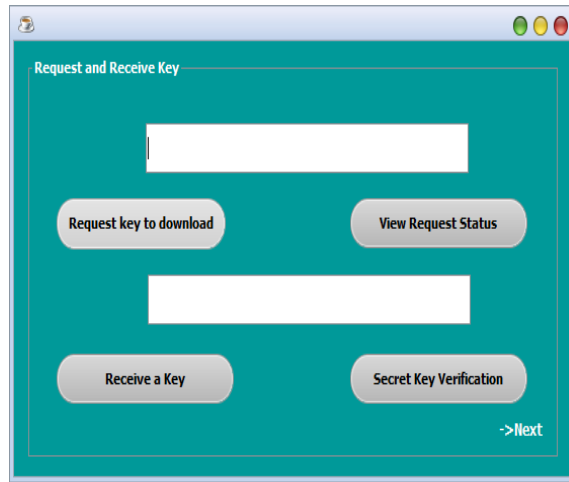 Request and Receive Key
Request key to download
View Request Status
Receive a Key
Secret Key Verification
->Next